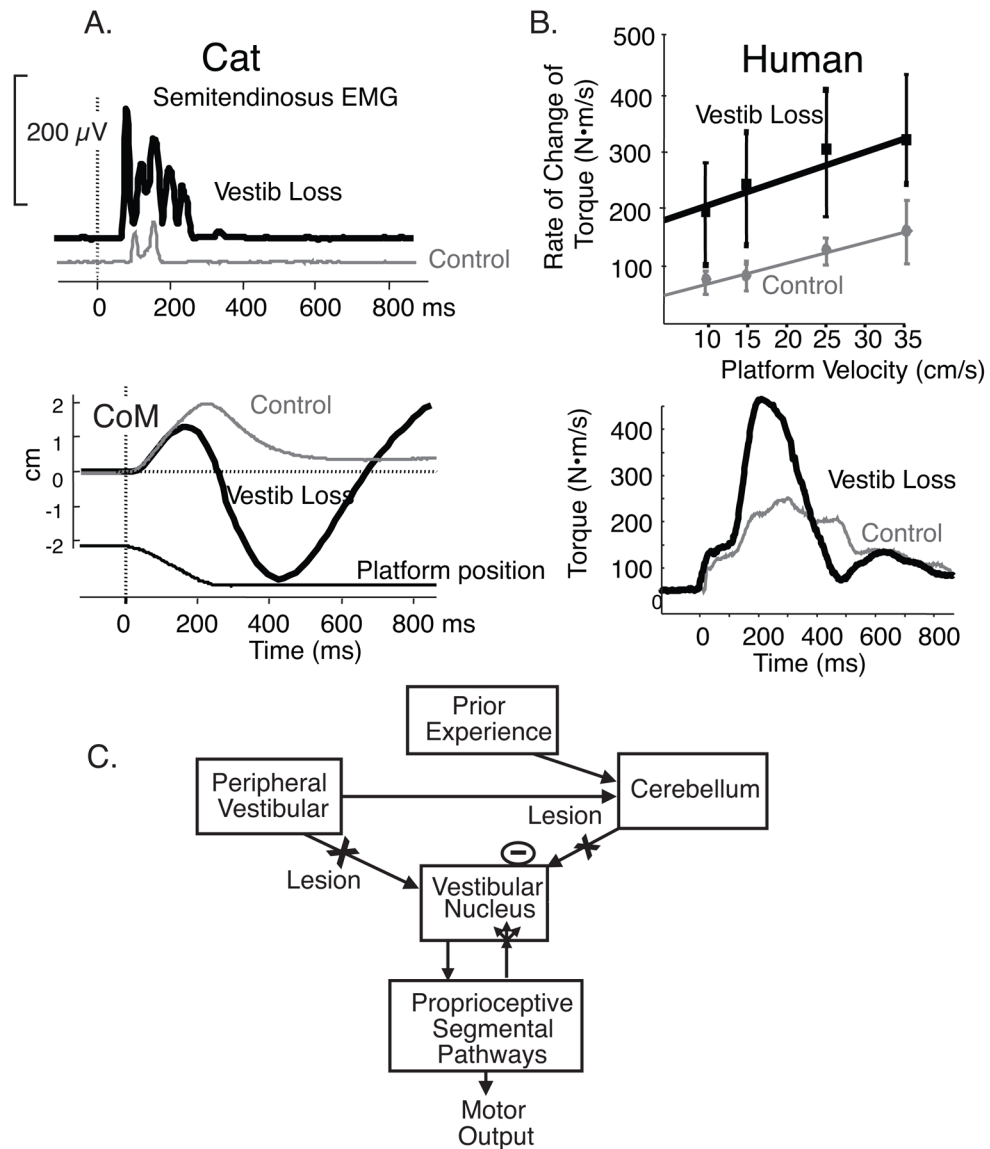 A.
Cat
Semitendinosus EMG
200 µV
Vestib Loss
Control
0 200 400 600 800 ms
CoM
Control
cm
2
1
0
-1
-2
Vestib Loss
Platform position
0 200 400 600 800 ms
Time (ms)
B.
Human
Rate of Change of
Torque (N•m/s)
500
400
300
200
100
Vestib Loss
Control
10 15 20 25 30 35
Platform Velocity (cm/s)
Torque (N•m/s)
400
300
200
100
0
Vestib Loss
Control
0 200 400 600 800
Time (ms)
C.
Prior
Experience
Peripheral
Vestibular
Cerebellum
Lesion
Lesion
−
Vestibular
Nucleus
Proprioceptive
Segmental
Pathways
Motor
Output